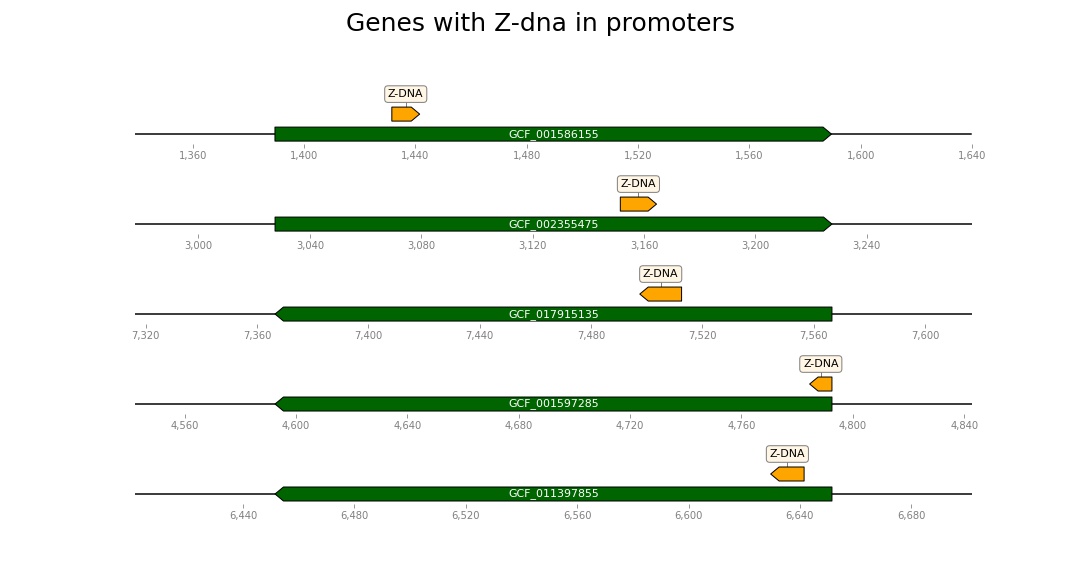 Genes with Z-dna in promoters
Z-DNA
GCF_001586155
1,360 1,400 1,440 1,480 1,520 1,560 1,600 1,640
Z-DNA
GCF_002355475
3,000 3,040 3,080 3,120 3,160 3,200 3,240
Z-DNA
GCF_017915135
7,320 7,360 7,400 7,440 7,480 7,520 7,560 7,600
Z-DNA
GCF_001597285
4,560 4,600 4,640 4,680 4,720 4,760 4,800 4,840
Z-DNA
GCF_011397855
6,440 6,480 6,520 6,560 6,600 6,640 6,680